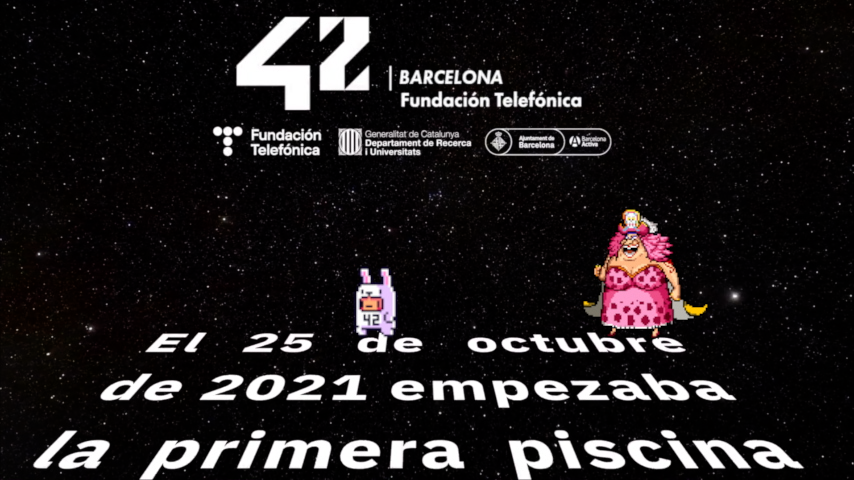 42
BARCELONA
Fundación Telefónica
Fundación
Telefónica
Generalitat de Catalunya
Departament de Recerca
i Universitats
Ajuntament de
Barcelona
Barcelona
Activa
42
El 25 de octubre
de 2021 empezaba
la primera piscina